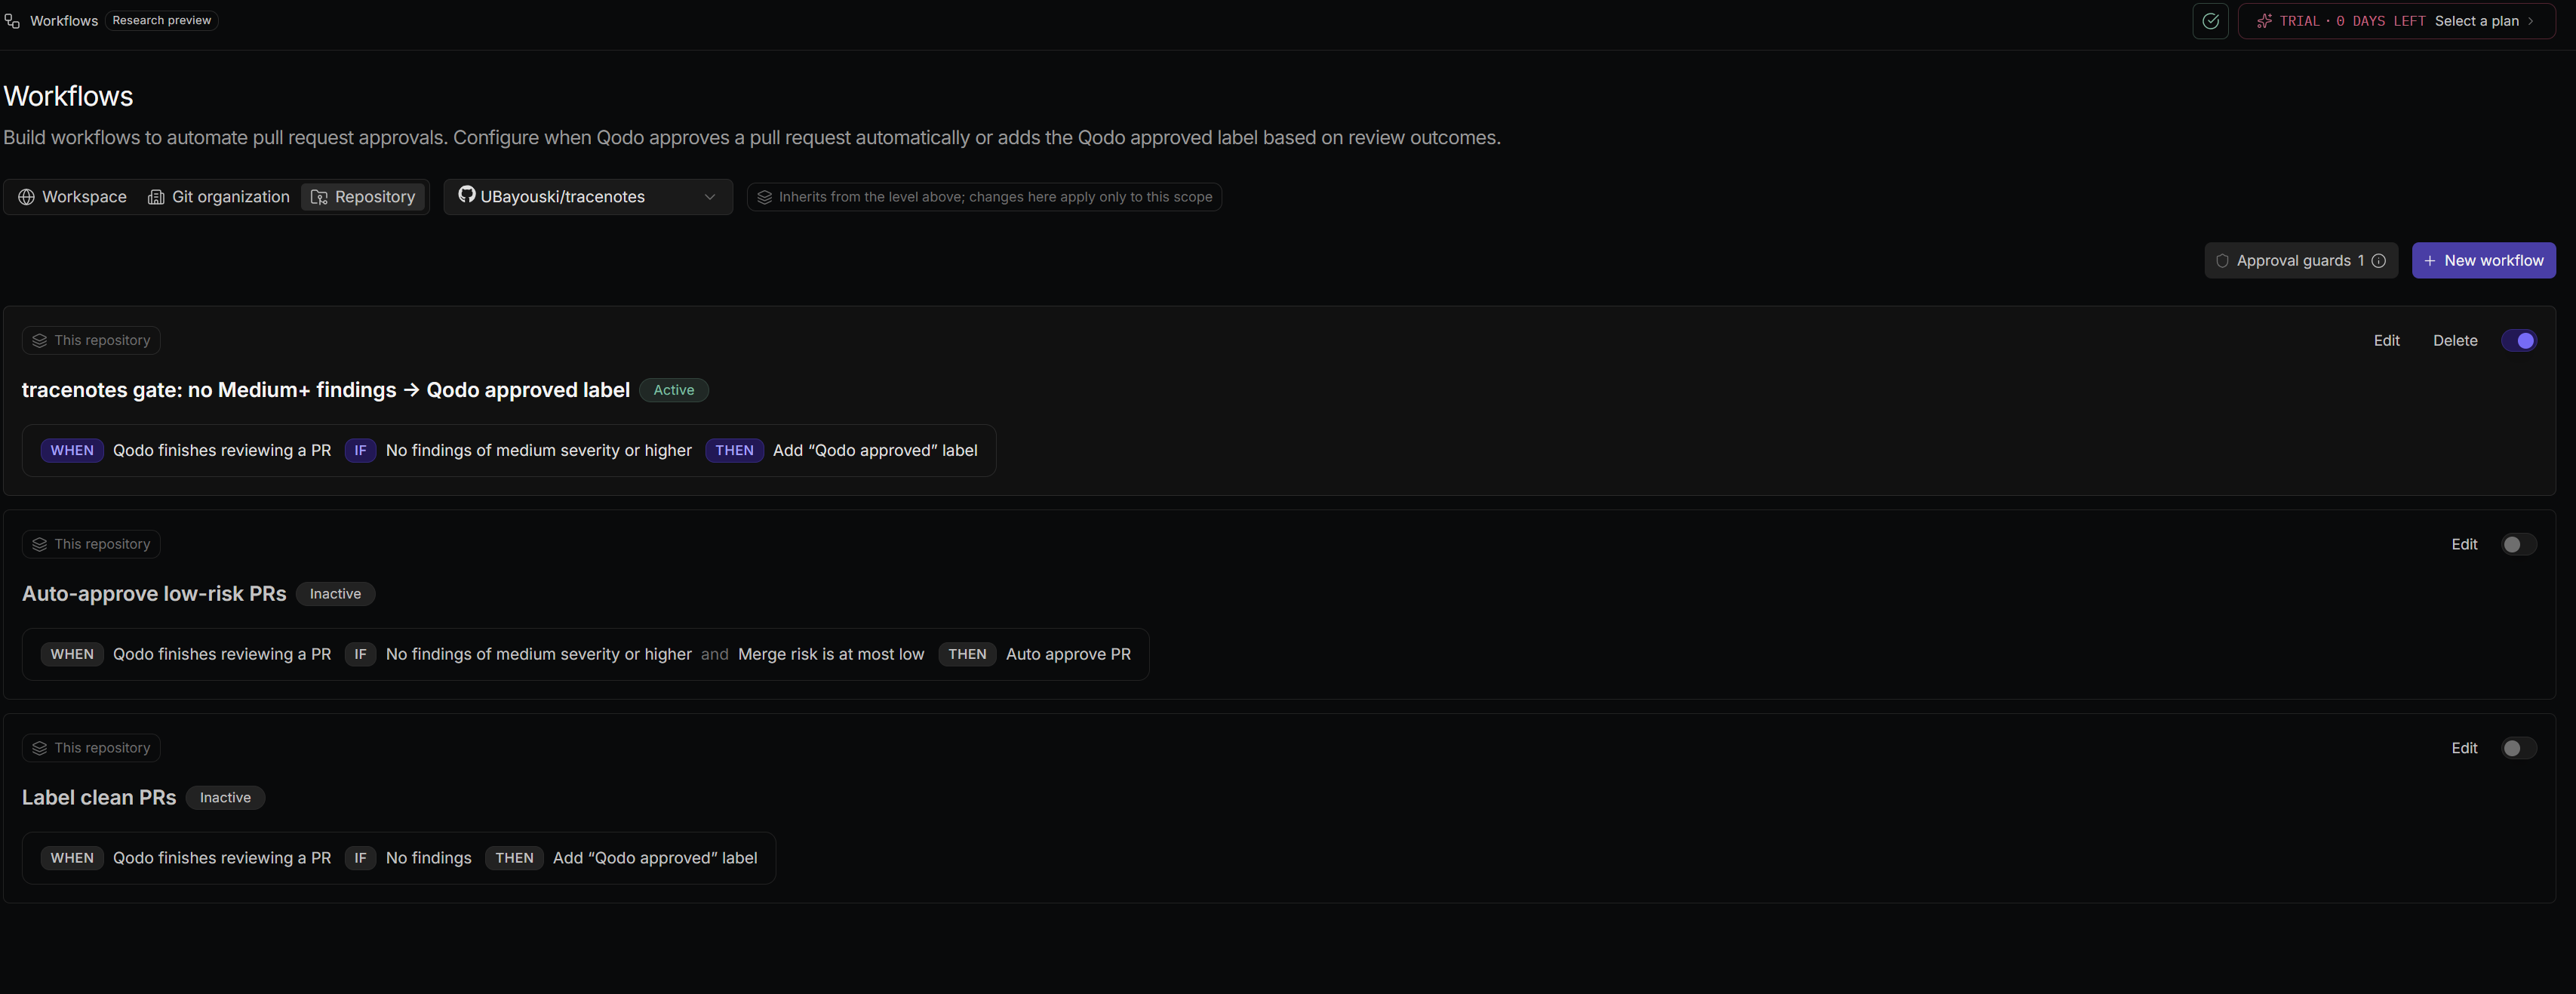 Workflows Research preview
TRIAL · 0 DAYS LEFT Select a plan
Workflows
Build workflows to automate pull request approvals. Configure when Qodo approves a pull request automatically or adds the Qodo approved label based on review outcomes.
Workspace Git organization Repository UBayouski/tracenotes Inherits from the level above; changes here apply only to this scope
Approval guards 1 + New workflow
This repository Edit Delete
tracenotes gate: no Medium+ findings → Qodo approved label Active
WHEN Qodo finishes reviewing a PR IF No findings of medium severity or higher THEN Add “Qodo approved” label
This repository Edit
Auto-approve low-risk PRs Inactive
WHEN Qodo finishes reviewing a PR IF No findings of medium severity or higher and Merge risk is at most low THEN Auto approve PR
This repository Edit
Label clean PRs Inactive
WHEN Qodo finishes reviewing a PR IF No findings THEN Add “Qodo approved” label